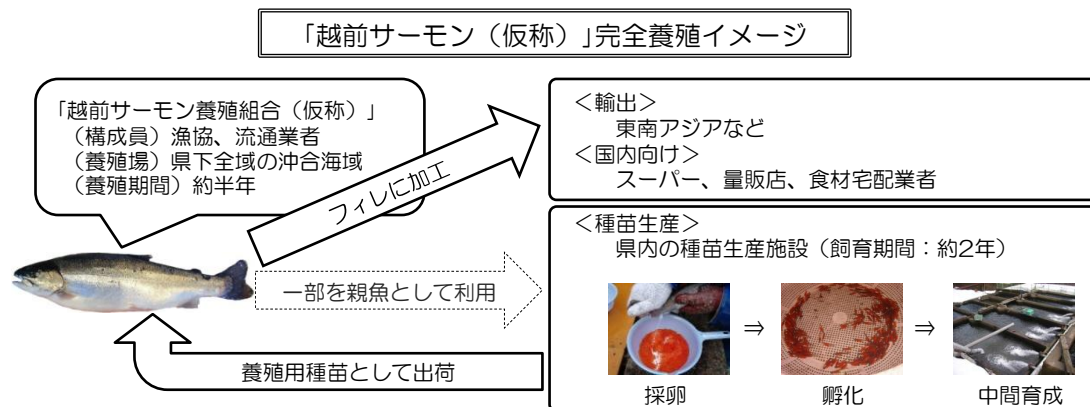 「越前サーモン（仮称）」完全養殖イメージ
「越前サーモン養殖組合（仮称）」
（構成員）漁協、流通業者
（養殖場）県下全域の沖合海域
（養殖期間）約半年
フィレに加工
＜輸出＞
東南アジアなど
＜国内向け＞
スーパー、量販店、食材宅配業者
一部を親魚として利用
養殖用種苗として出荷
＜種苗生産＞
県内の種苗生産施設（飼育期間：約2年）
⇒ ⇒
採卵 孵化 中間育成